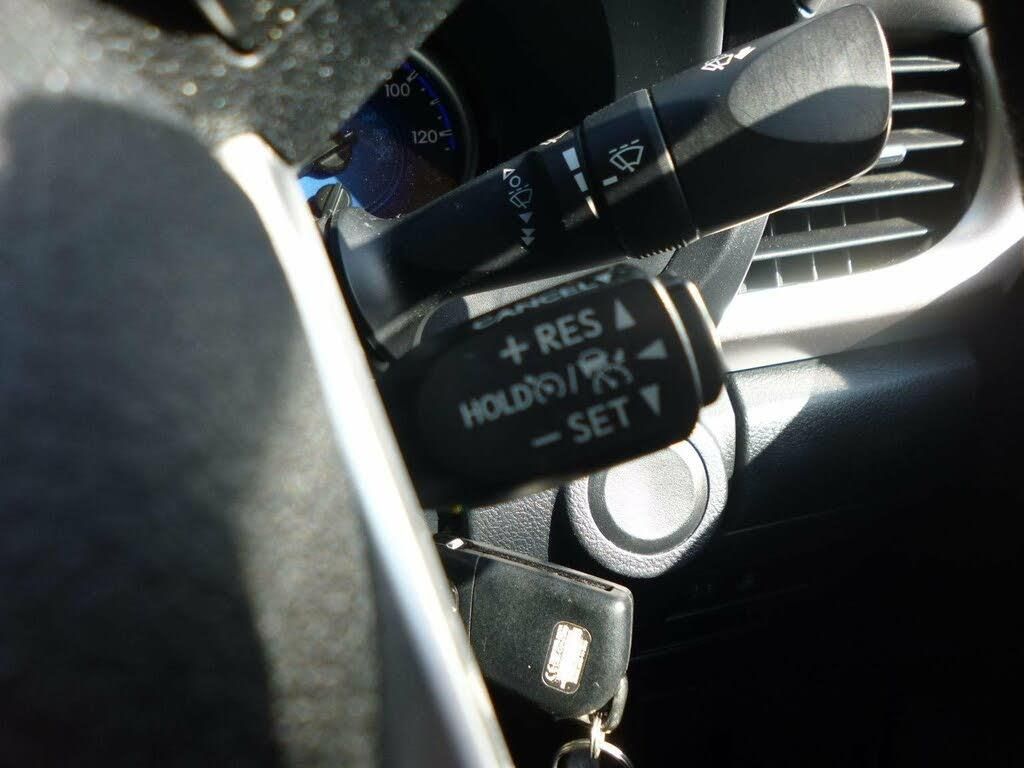 100
120
CANCEL
+ RES
HOLD /
- SET